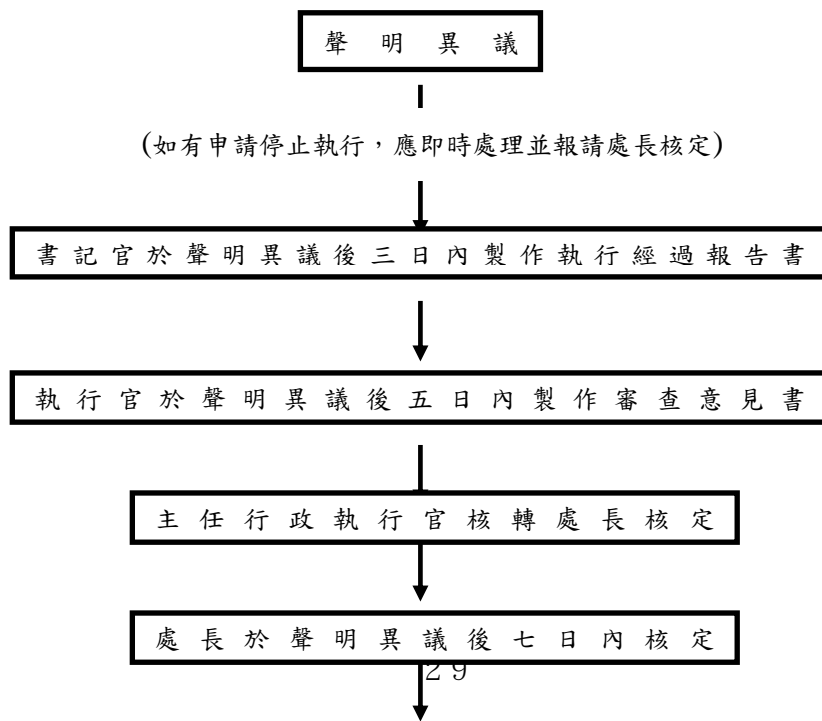 聲明異議
(如有申請停止執行，應即時處理並報請處長核定)
書記官於聲明異議後三日內製作執行經過報告書
執行官於聲明異議後五日內製作審查意見書
主任行政執行官核轉處長核定
處長於聲明異議後七日內核定
29